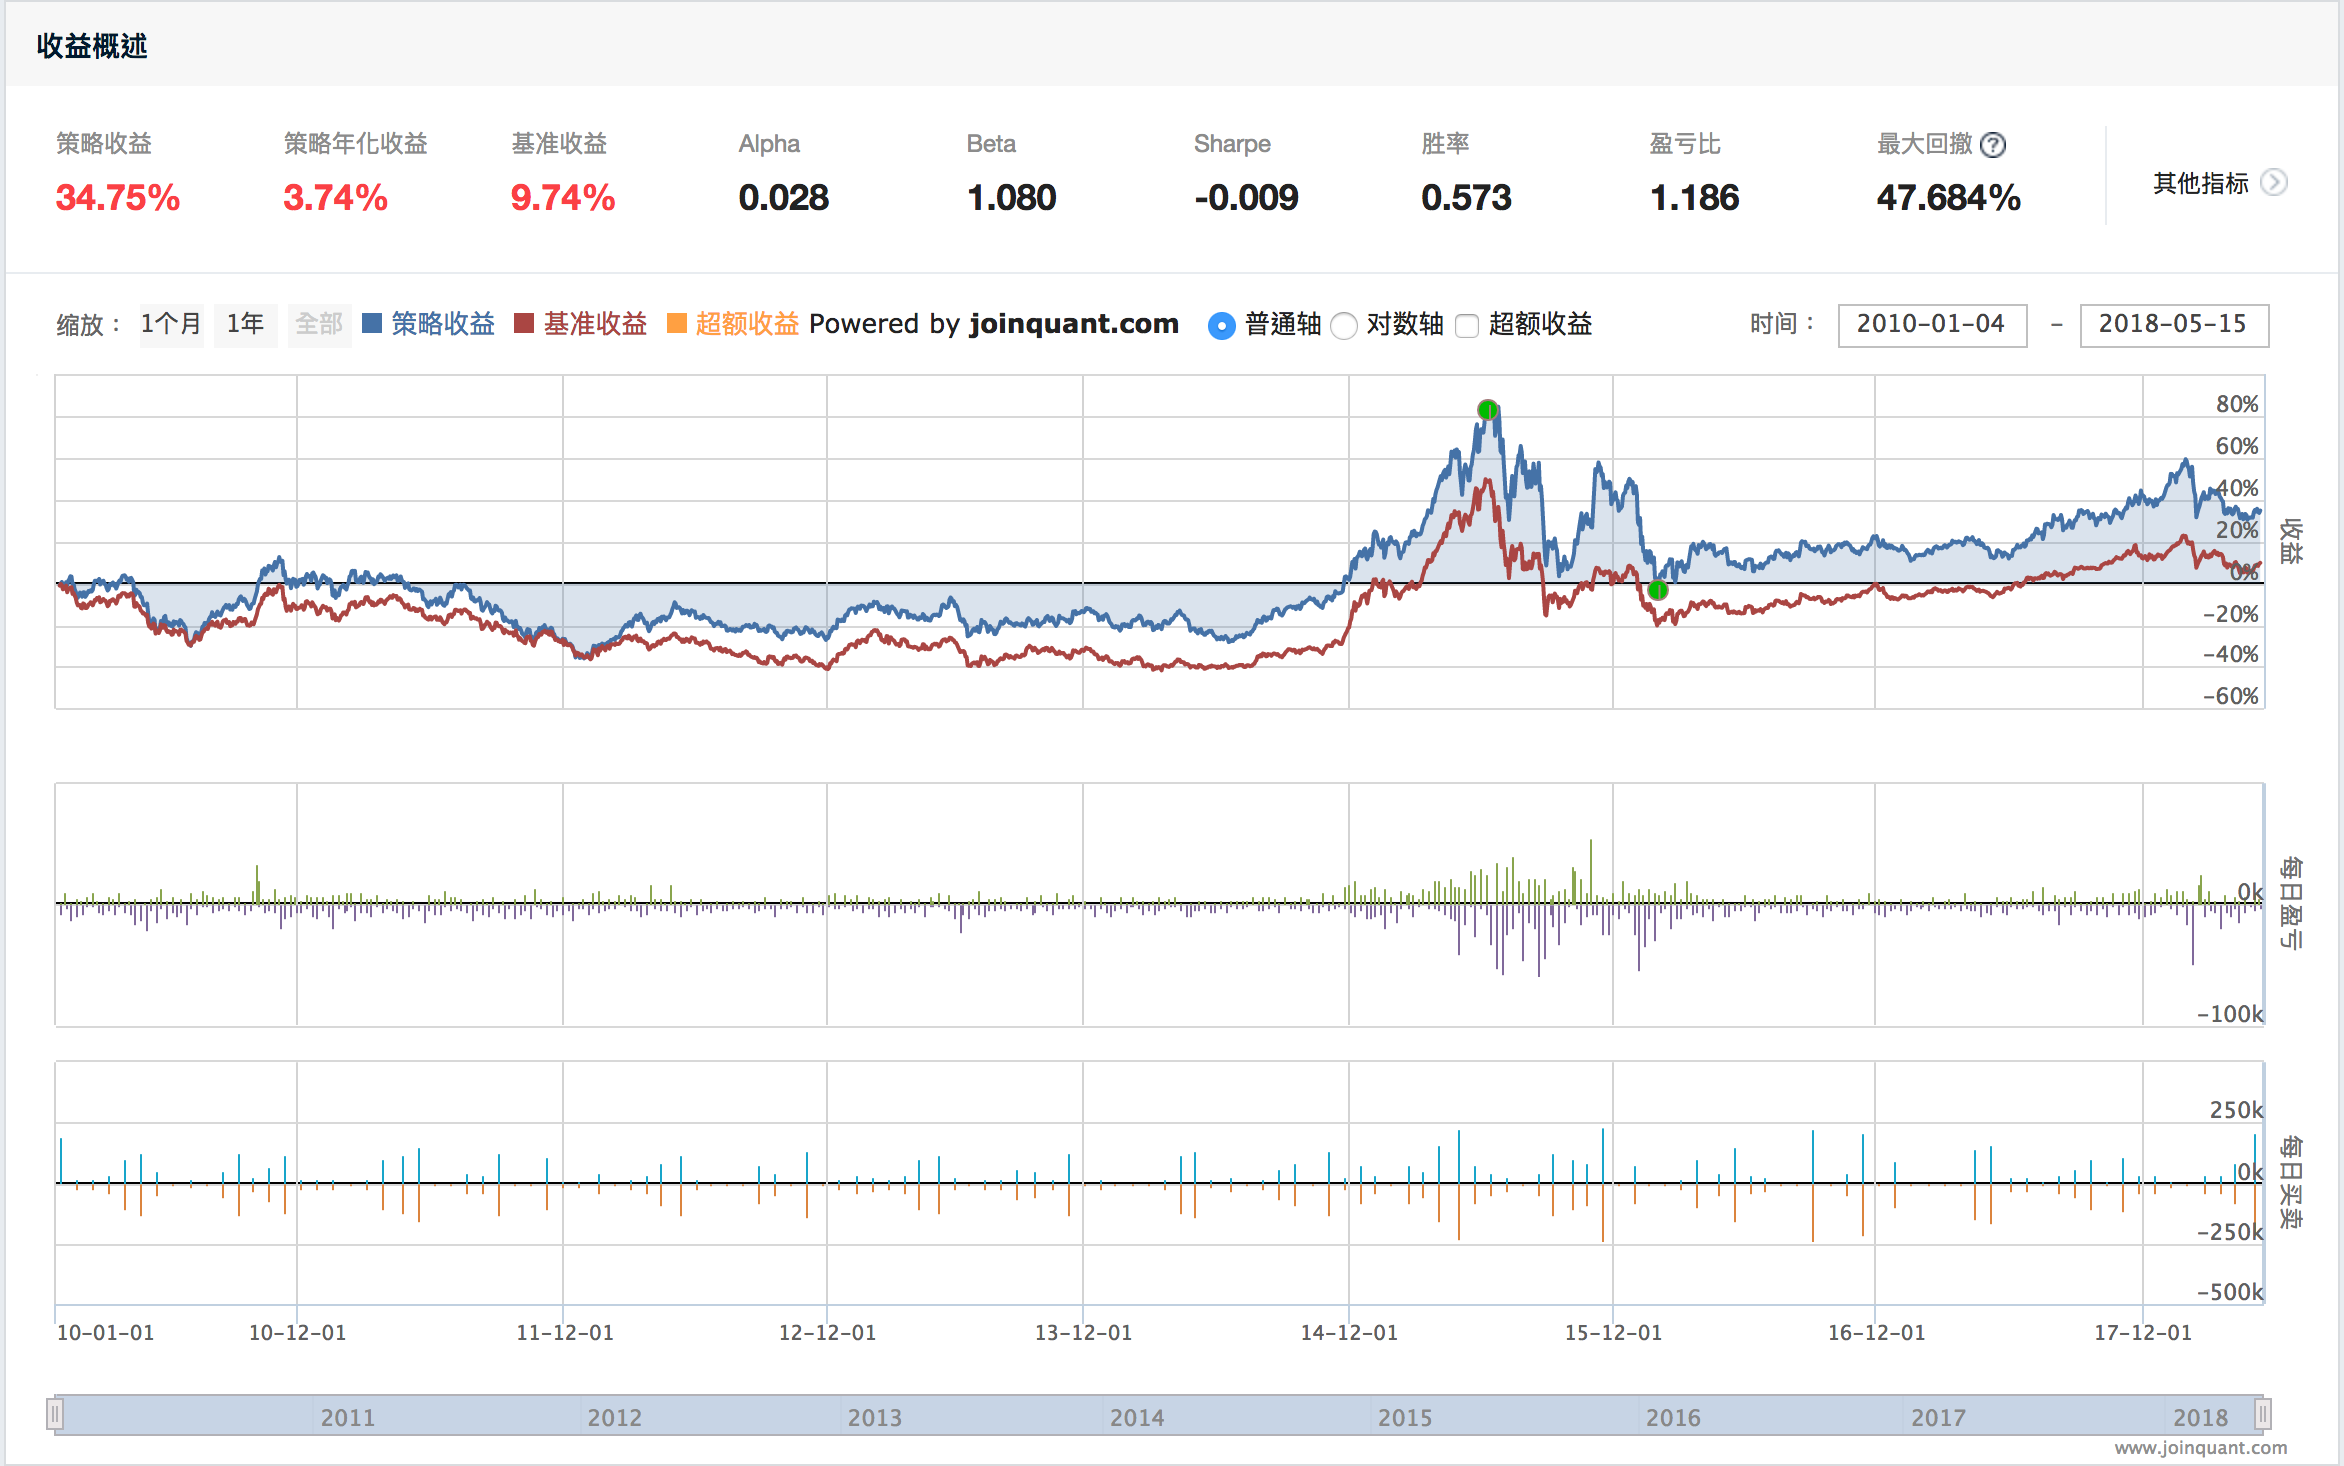 收益概述
策略收益 策略年化收益 基准收益 Alpha Beta Sharpe 胜率 盈亏比 最大回撤 ?
34.75% 3.74% 9.74% 0.028 1.080 -0.009 0.573 1.186 47.684% 其他指标
缩放： 1个月 1年 全部 策略收益 基准收益 超额收益 Powered by joinquant.com 普通轴 对数轴 超额收益 时间： 2010-01-04 - 2018-05-15
80%
60%
40%
20%
0%
-20%
-40%
-60%
收益
0k
-100k
每日盈亏
250k
0k
-250k
-500k
每日买卖
10-01-01 10-12-01 11-12-01 12-12-01 13-12-01 14-12-01 15-12-01 16-12-01 17-12-01
2011 2012 2013 2014 2015 2016 2017 2018
www.joinquant.com